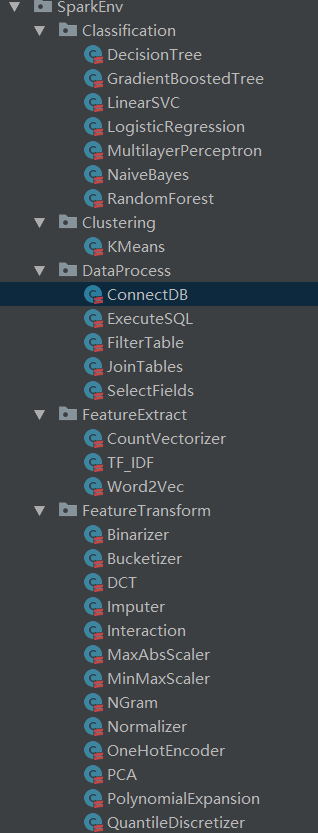 SparkEnv
Classification
DecisionTree
GradientBoostedTree
LinearSVC
LogisticRegression
MultilayerPerceptron
NaiveBayes
RandomForest
Clustering
KMeans
DataProcess
ConnectDB
ExecuteSQL
FilterTable
JoinTables
SelectFields
FeatureExtract
CountVectorizer
TF_IDF
Word2Vec
FeatureTransform
Binarizer
Bucketizer
DCT
Imputer
Interaction
MaxAbsScaler
MinMaxScaler
NGram
Normalizer
OneHotEncoder
PCA
PolynomialExpansion
QuantileDiscretizer